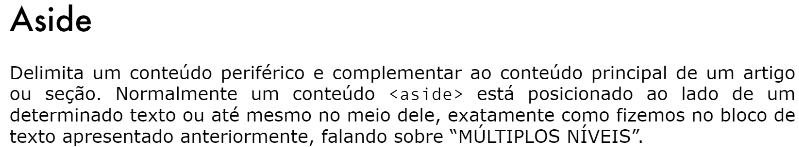 Aside
Delimita um conteúdo periférico e complementar ao conteúdo principal de um artigo
ou seção. Normalmente um conteúdo <aside> está posicionado ao lado de um
determinado texto ou até mesmo no meio dele, exatamente como fizemos no bloco de
texto apresentado anteriormente, falando sobre “MÚLTIPLOS NÍVEIS”.